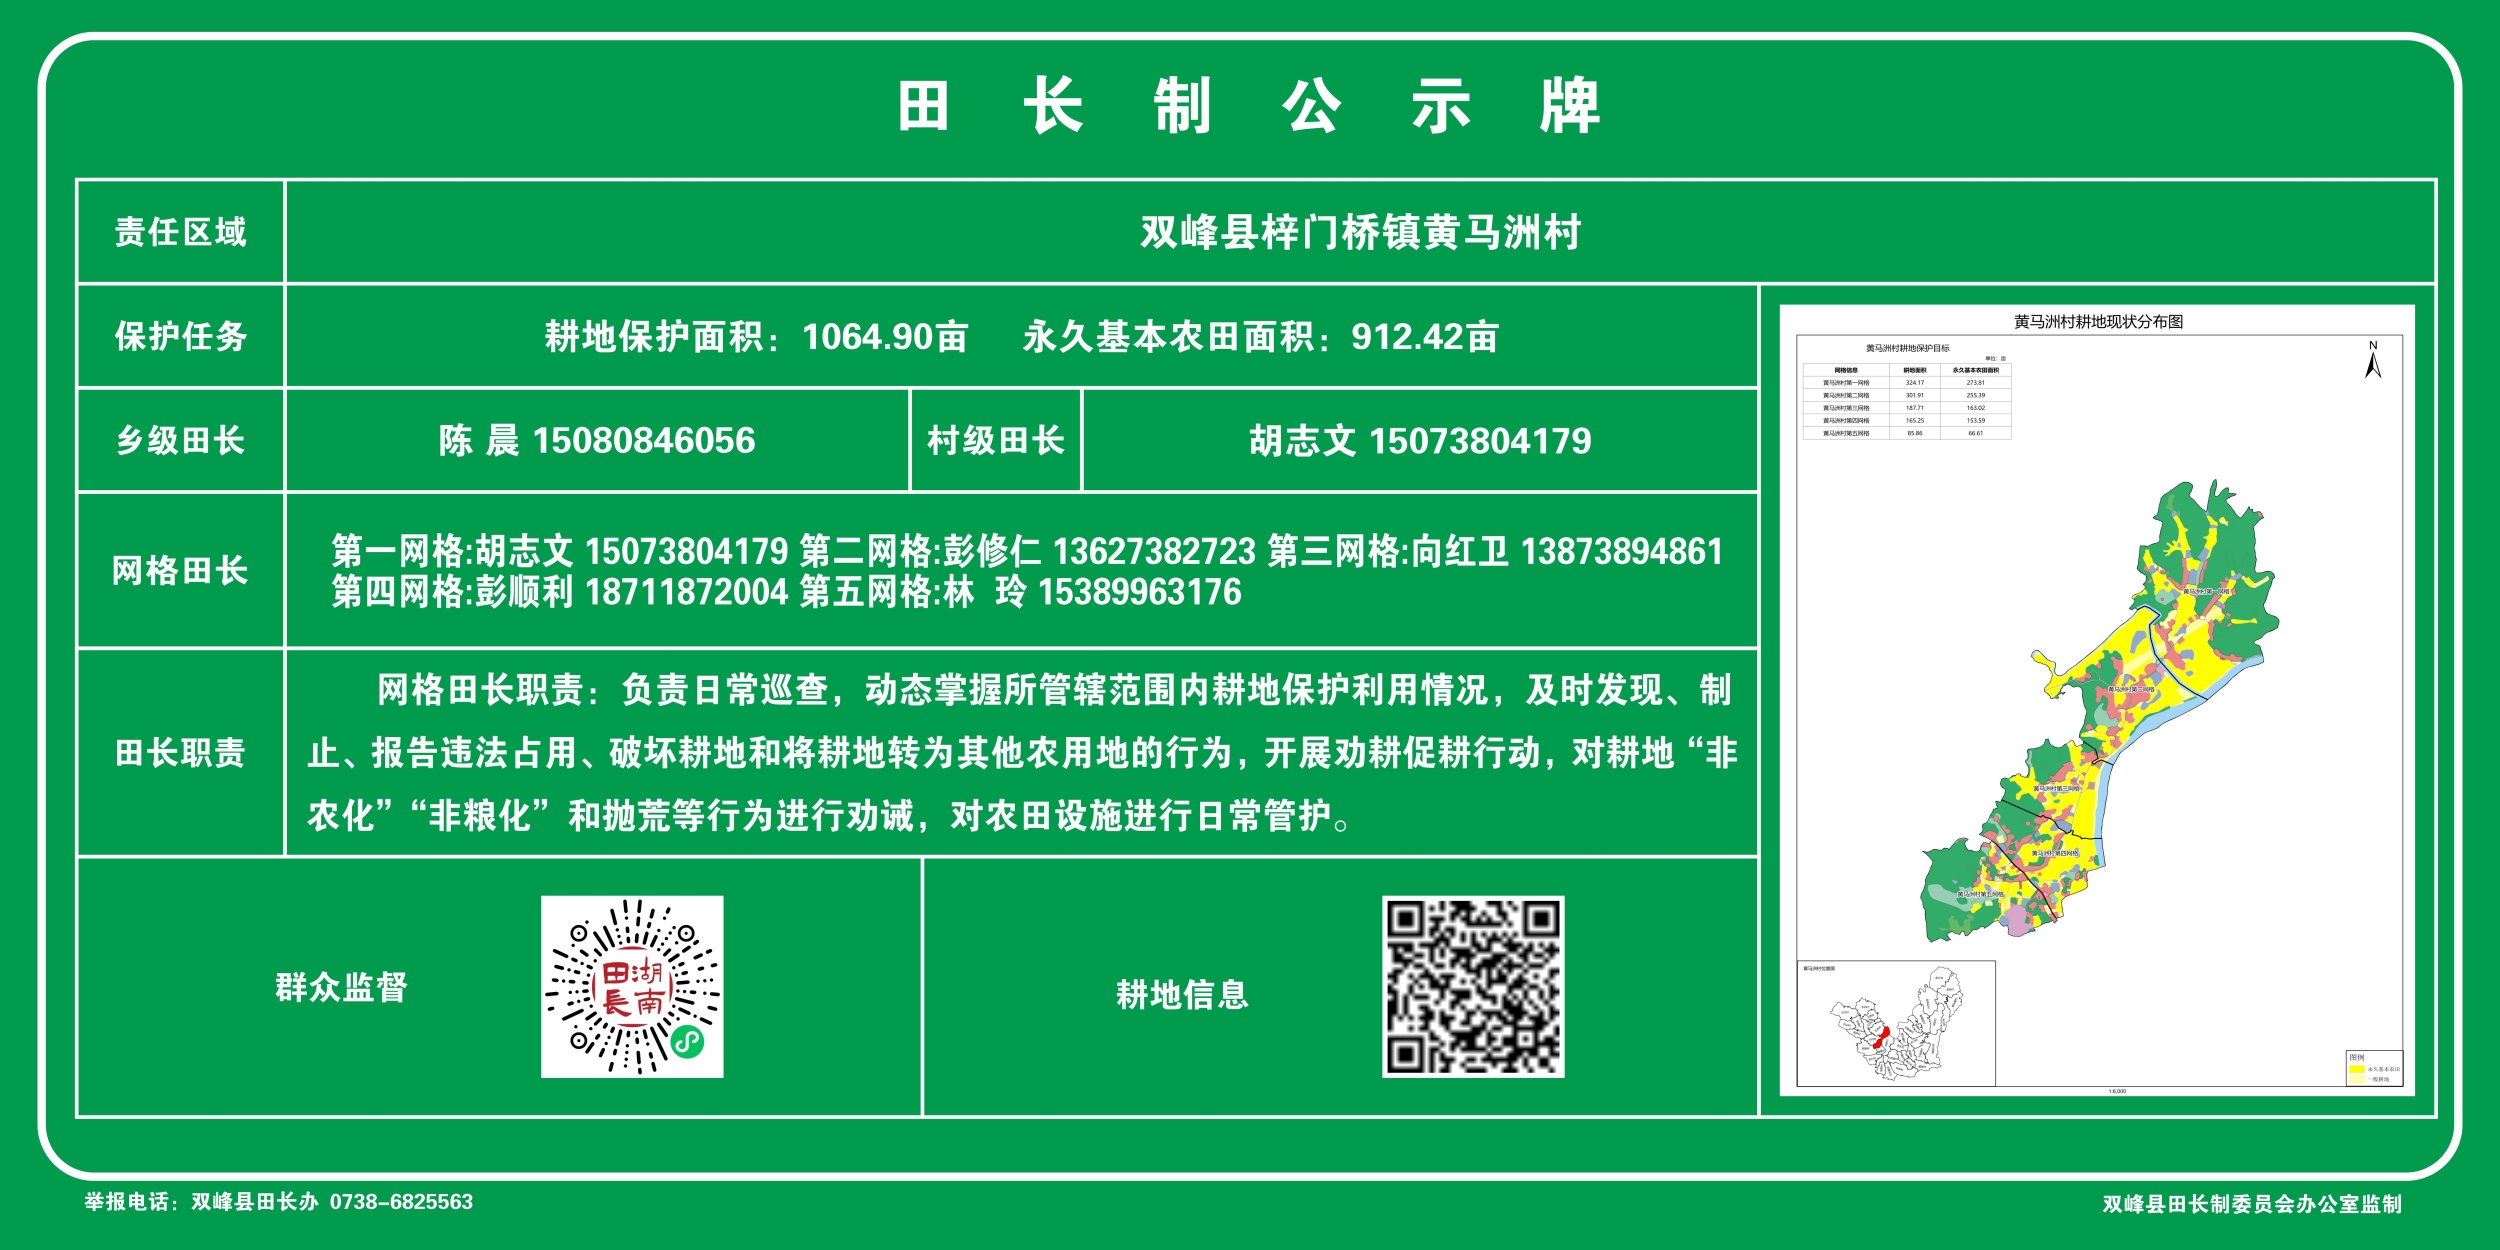 田长制公示牌
责任区域
双峰县梓门桥镇黄马洲村
保护任务
耕地保护面积：1064.90亩 永久基本农田面积：912.42亩
乡级田长
陈 晨 15080846056
村级田长
胡志文 15073804179
网格田长
第一网格:胡志文 15073804179 第二网格:彭修仁 13627382723 第三网格:向红卫 13873894861
第四网格:彭顺利 18711872004 第五网格:林 珍 15389963176
田长职责
网格田长职责：负责日常巡查，动态掌握所管辖范围内耕地保护利用情况，及时发现、制
止、报告违法占用、破坏耕地和将耕地转为其他农用地的行为，开展劝耕促耕行动，对耕地“非
农化”“非粮化”和抛荒等行为进行劝诫，对农田设施进行日常管护。
群众监督
湖南
田長
耕地信息
黄马洲村耕地现状分布图
黄马洲村耕地保护目标
单位：亩
网格信息 耕地面积 永久基本农田面积
黄马洲村第一网格 324.17 273.81
黄马洲村第二网格 301.91 255.39
黄马洲村第三网格 187.71 163.02
黄马洲村第四网格 165.25 153.59
黄马洲村第五网格 85.86 66.61
N
黄马洲村第一网格
黄马洲村第二网格
黄马洲村第三网格
黄马洲村第四网格
黄马洲村第五网格
黄马洲村位置图
图例
永久基本农田
一般耕地
1:6,000
举报电话：双峰县田长办 0738-6825563
双峰县田长制委员会办公室监制